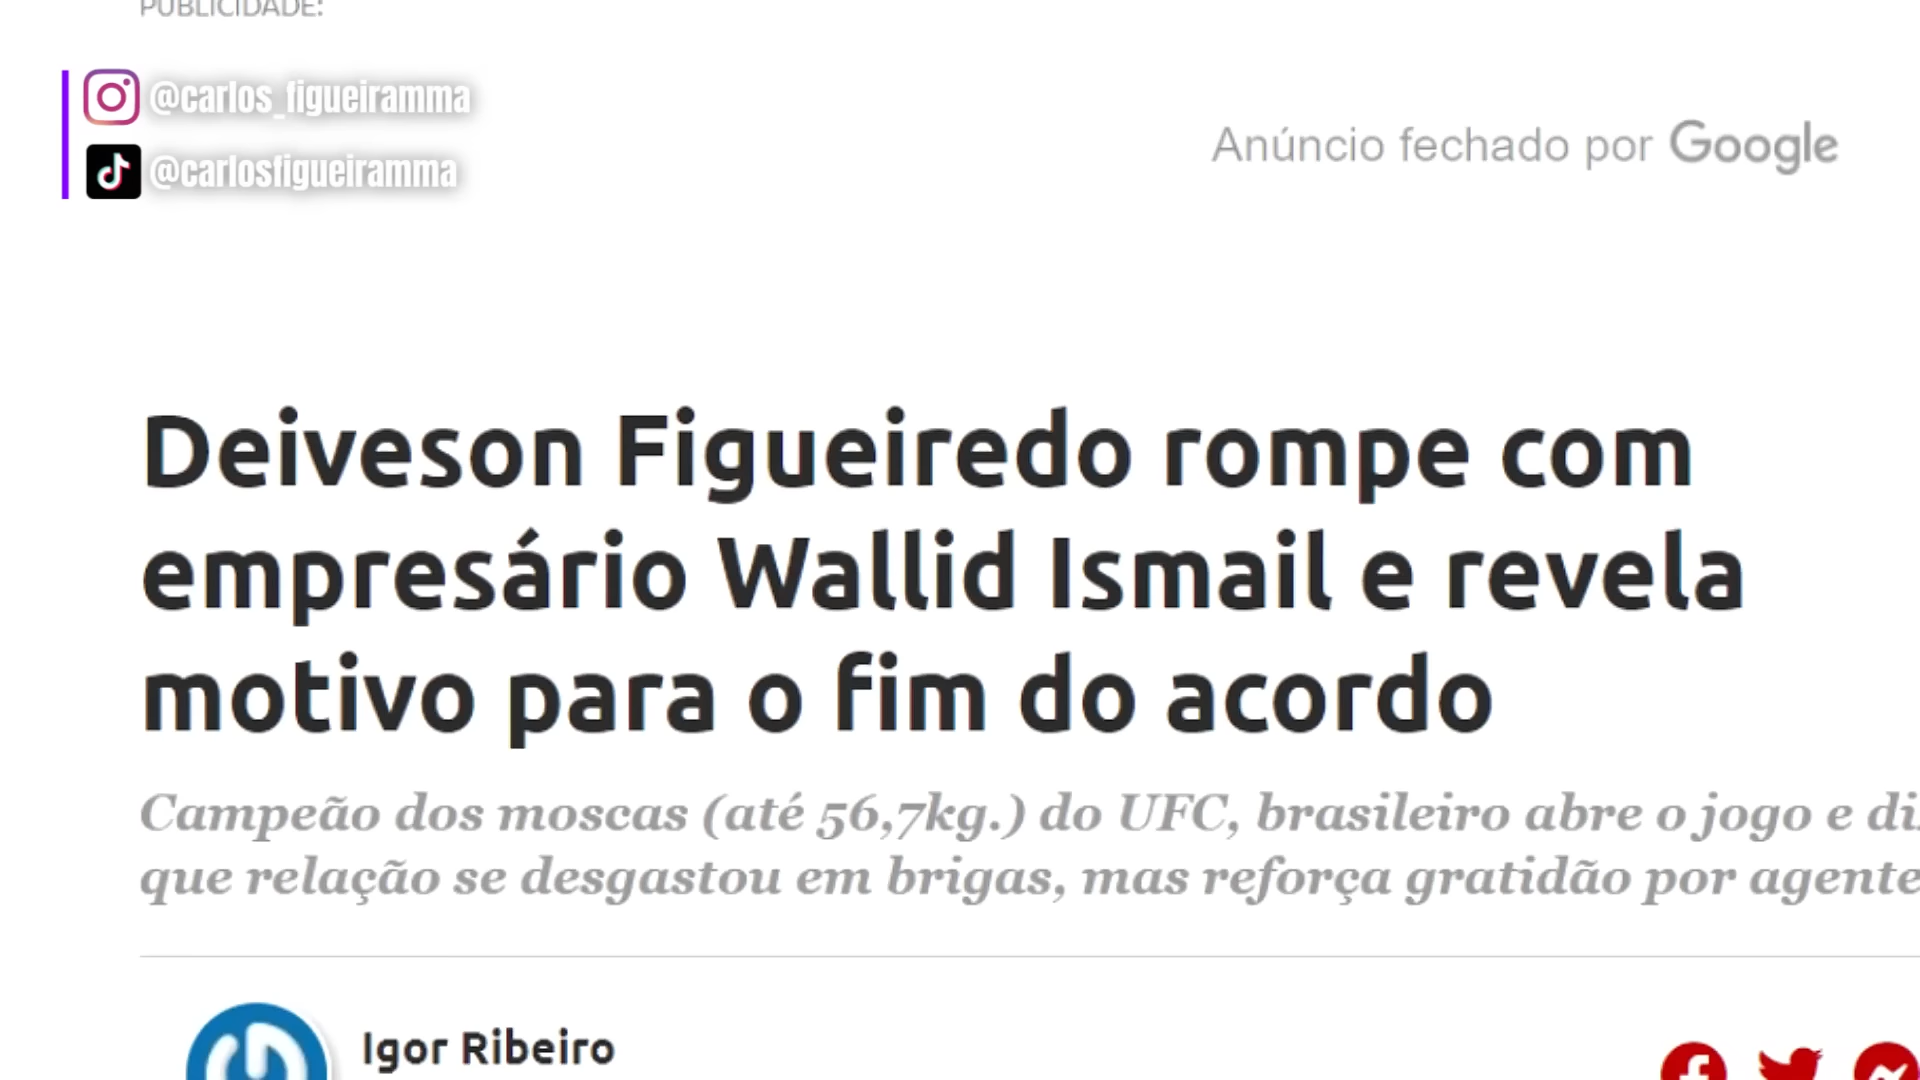 PUBLICIDADE:
@carlos_figueiramma
@carlosfigueiramma
Anúncio fechado por Google
Deiveson Figueiredo rompe com
empresário Wallid Ismail e revela
motivo para o fim do acordo
Campeão dos moscas (até 56,7kg.) do UFC, brasileiro abre o jogo e
que relação se desgastou em brigas, mas reforça gratidão por agente
Igor Ribeiro